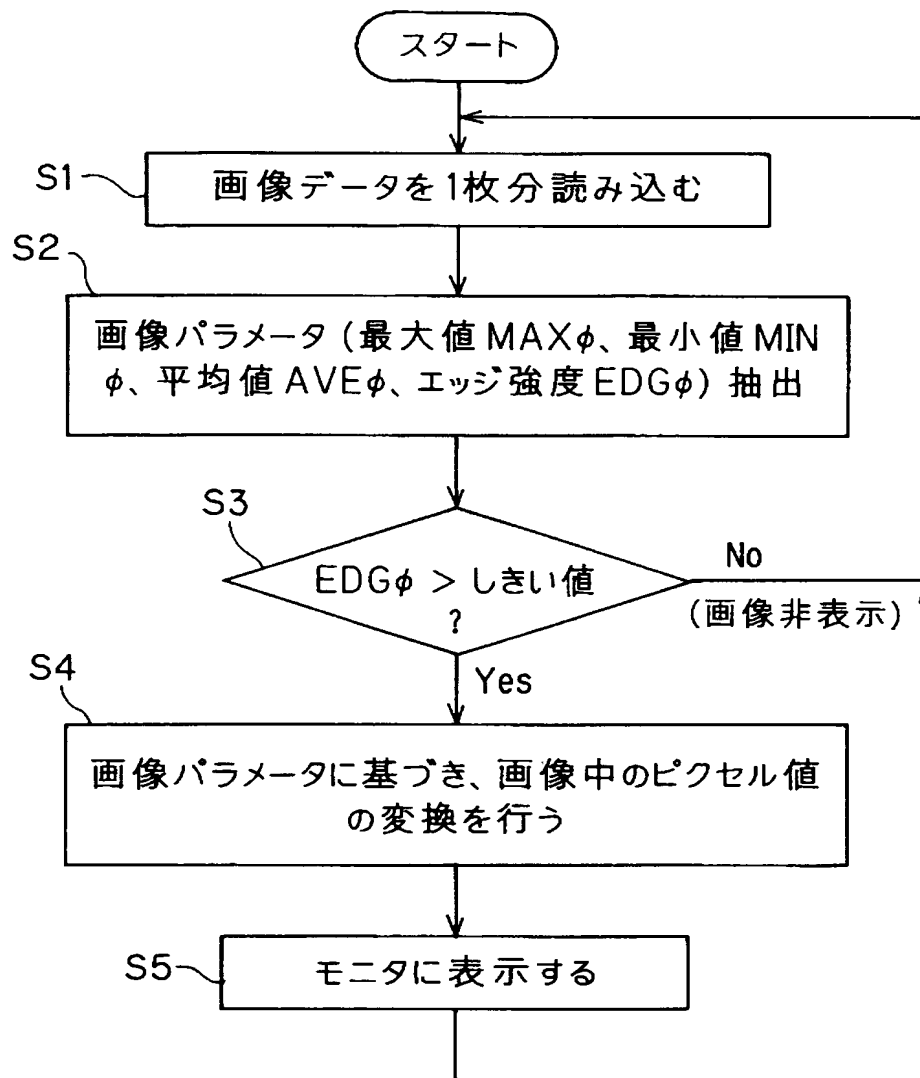 スタート
S1
画像データを1枚分読み込む
S2
画像パラメータ(最大値MAXφ、最小値MIN
φ、平均値AVEφ、エッジ強度EDGφ)抽出
S3
EDGφ > しきい値
?
No
(画像非表示)
Yes
S4
画像パラメータに基づき、画像中のピクセル値
の変換を行う
S5
モニタに表示する